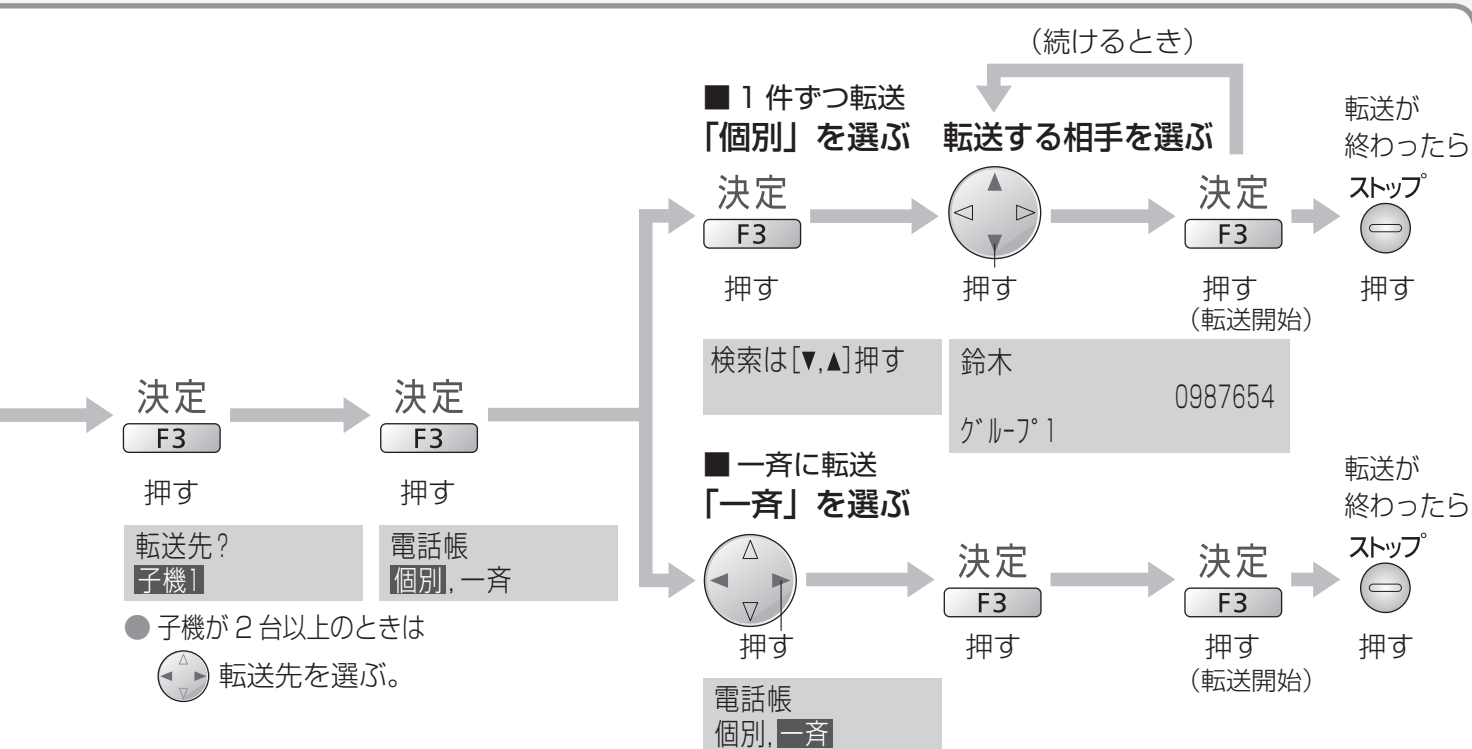 決定
F3
押す
転送先？
子機1
● 子機が 2 台以上のときは
転送先を選ぶ。
決定
F3
押す
電話帳
個別,一斉
（続けるとき）
■ 1 件ずつ転送
「個別」を選ぶ
転送する相手を選ぶ
決定
F3
押す
検索は[▼,▲]押す
押す
鈴木
0987654
ｸﾞﾙｰﾌﾟ1
決定
F3
押す
（転送開始）
転送が
終わったら
ストップ
押す
■ 一斉に転送
「一斉」を選ぶ
押す
電話帳
個別,一斉
決定
F3
押す
決定
F3
押す
（転送開始）
転送が
終わったら
ストップ
押す